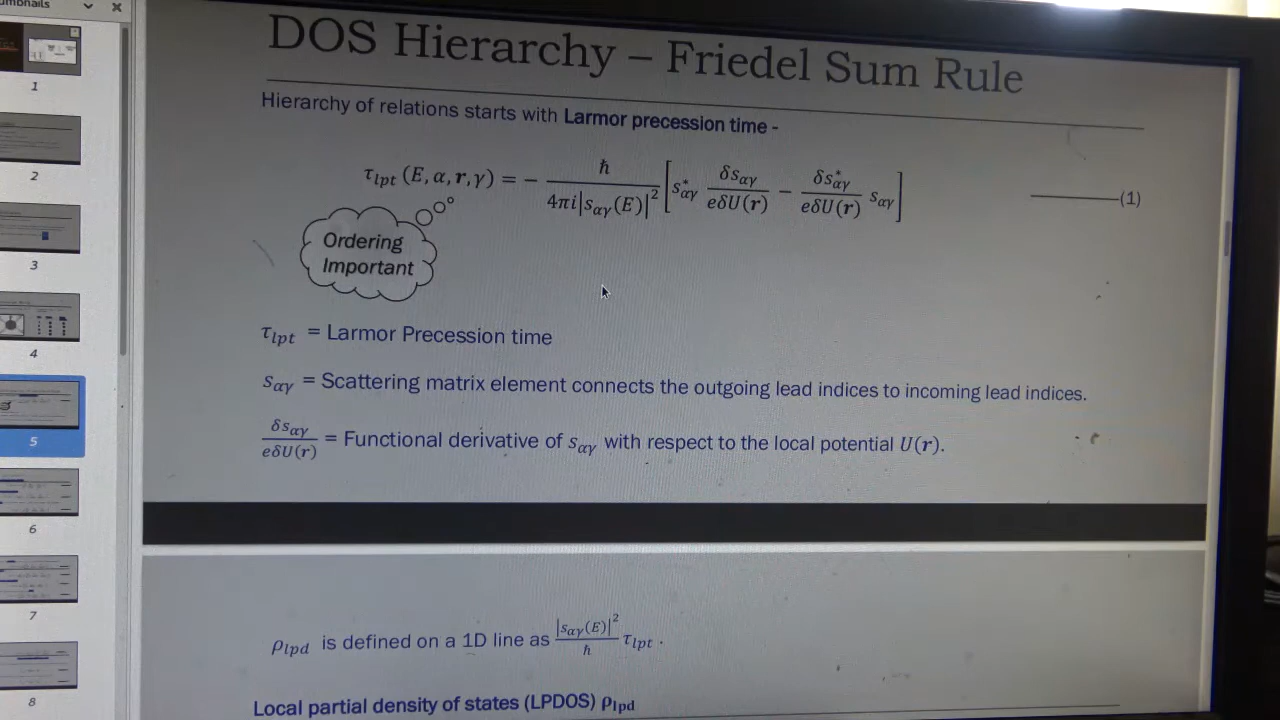 DOS Hierarchy – Friedel Sum Rule
Hierarchy of relations starts with Larmor precession time -
τ_lpt (E, α, r, γ) = − ħ / 4πi|s_αγ(E)|² [ s*_αγ δs_αγ / eδU(r) − δs*_αγ / eδU(r) s_αγ ] ———(1)
Ordering
Important
τ_lpt = Larmor Precession time
s_αγ = Scattering matrix element connects the outgoing lead indices to incoming lead indices.
δs_αγ / eδU(r) = Functional derivative of s_αγ with respect to the local potential U(r).
ρ_lpd is defined on a 1D line as |s_αγ(E)|² / ħ τ_lpt .
Local partial density of states (LPDOS) ρ_lpd
1
2
3
4
5
6
7
8